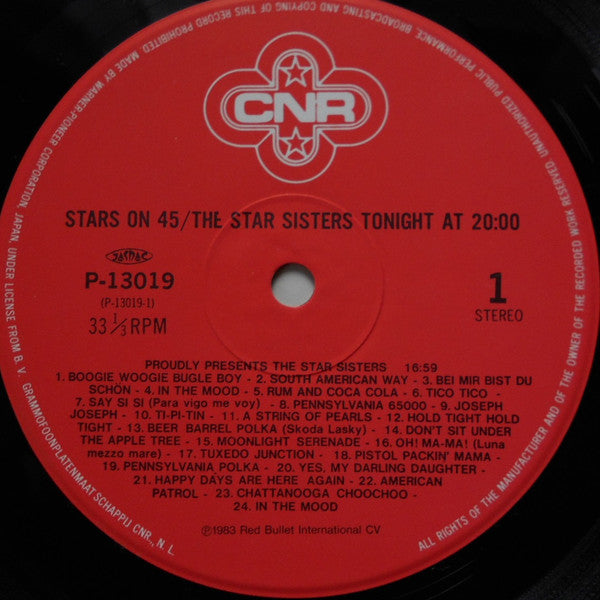 CNR
STARS ON 45/THE STAR SISTERS TONIGHT AT 20:00
JASRAC
P-13019
(P-13019-1)
33 1/3 RPM
1
STEREO
PROUDLY PRESENTS THE STAR SISTERS 16:59
1. BOOGIE WOOGIE BUGLE BOY - 2. SOUTH AMERICAN WAY - 3. BEI MIR BIST DU
SCHÖN - 4. IN THE MOOD - 5. RUM AND COCA COLA - 6. TICO TICO -
7. SAY SI SI (Para vigo me voy) - 8. PENNSYLVANIA 65000 - 9. JOSEPH
JOSEPH - 10. TI-PI-TIN - 11. A STRING OF PEARLS - 12. HOLD TIGHT HOLD
TIGHT - 13. BEER BARREL POLKA (Skoda Lasky) - 14. DON'T SIT UNDER
THE APPLE TREE - 15. MOONLIGHT SERENADE - 16. OH! MA-MA! (Luna
mezzo mare) - 17. TUXEDO JUNCTION - 18. PISTOL PACKIN' MAMA -
19. PENNSYLVANIA POLKA - 20. YES, MY DARLING DAUGHTER -
21. HAPPY DAYS ARE HERE AGAIN - 22. AMERICAN
PATROL - 23. CHATTANOOGA CHOOCHOO -
24. IN THE MOOD
Ⓟ1983 Red Bullet International CV
ALL RIGHTS OF THE MANUFACTURER AND OF THE OWNER OF THE RECORDED WORK RESERVED. UNAUTHORIZED PUBLIC PERFORMANCE, BROADCASTING AND COPYING OF THIS RECORD PROHIBITED. MADE BY WARNER-PIONEER CORPORATION, JAPAN, UNDER LICENSE FROM B. V. GRAMMOFOONPLATENMAATSCHAPPIJ CNR., N. L.